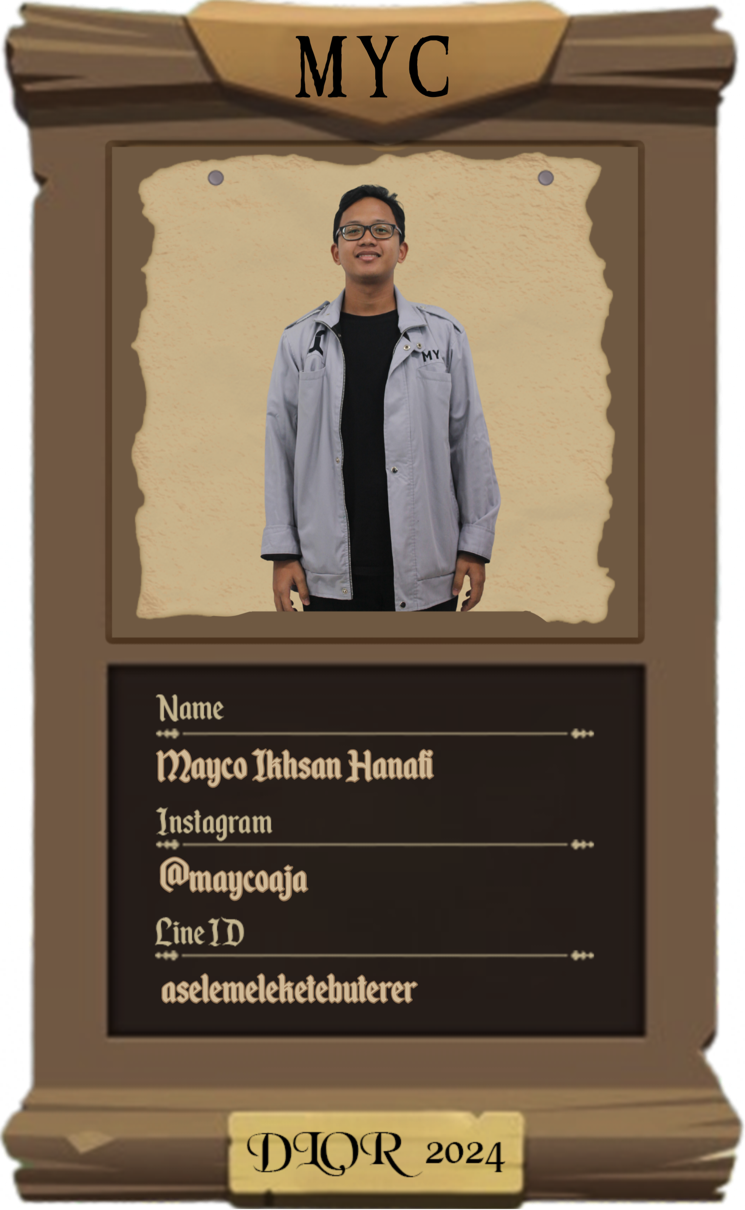 MYC
MY
Name
Mayco Ikhsan Hanafi
Instagram
@maycoaja
Line ID
aselemeleketebuterer
DLOR 2024